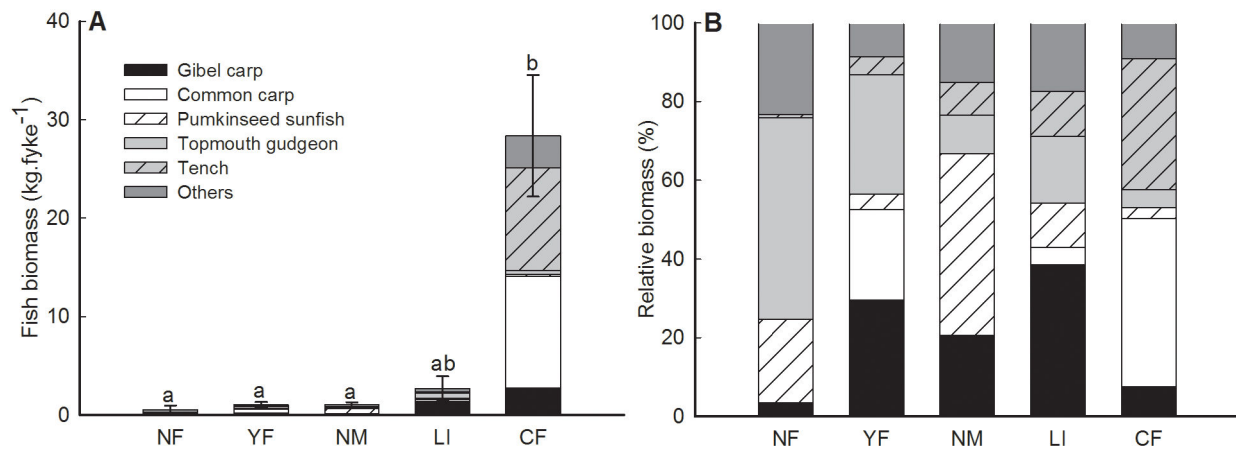 A
Fish biomass (kg.fyke⁻¹)
40
30
20
10
0
Gibel carp
Common carp
Pumkinseed sunfish
Topmouth gudgeon
Tench
Others
a
a
a
ab
b
NF YF NM LI CF
B
Relative biomass (%)
100
80
60
40
20
0
NF YF NM LI CF